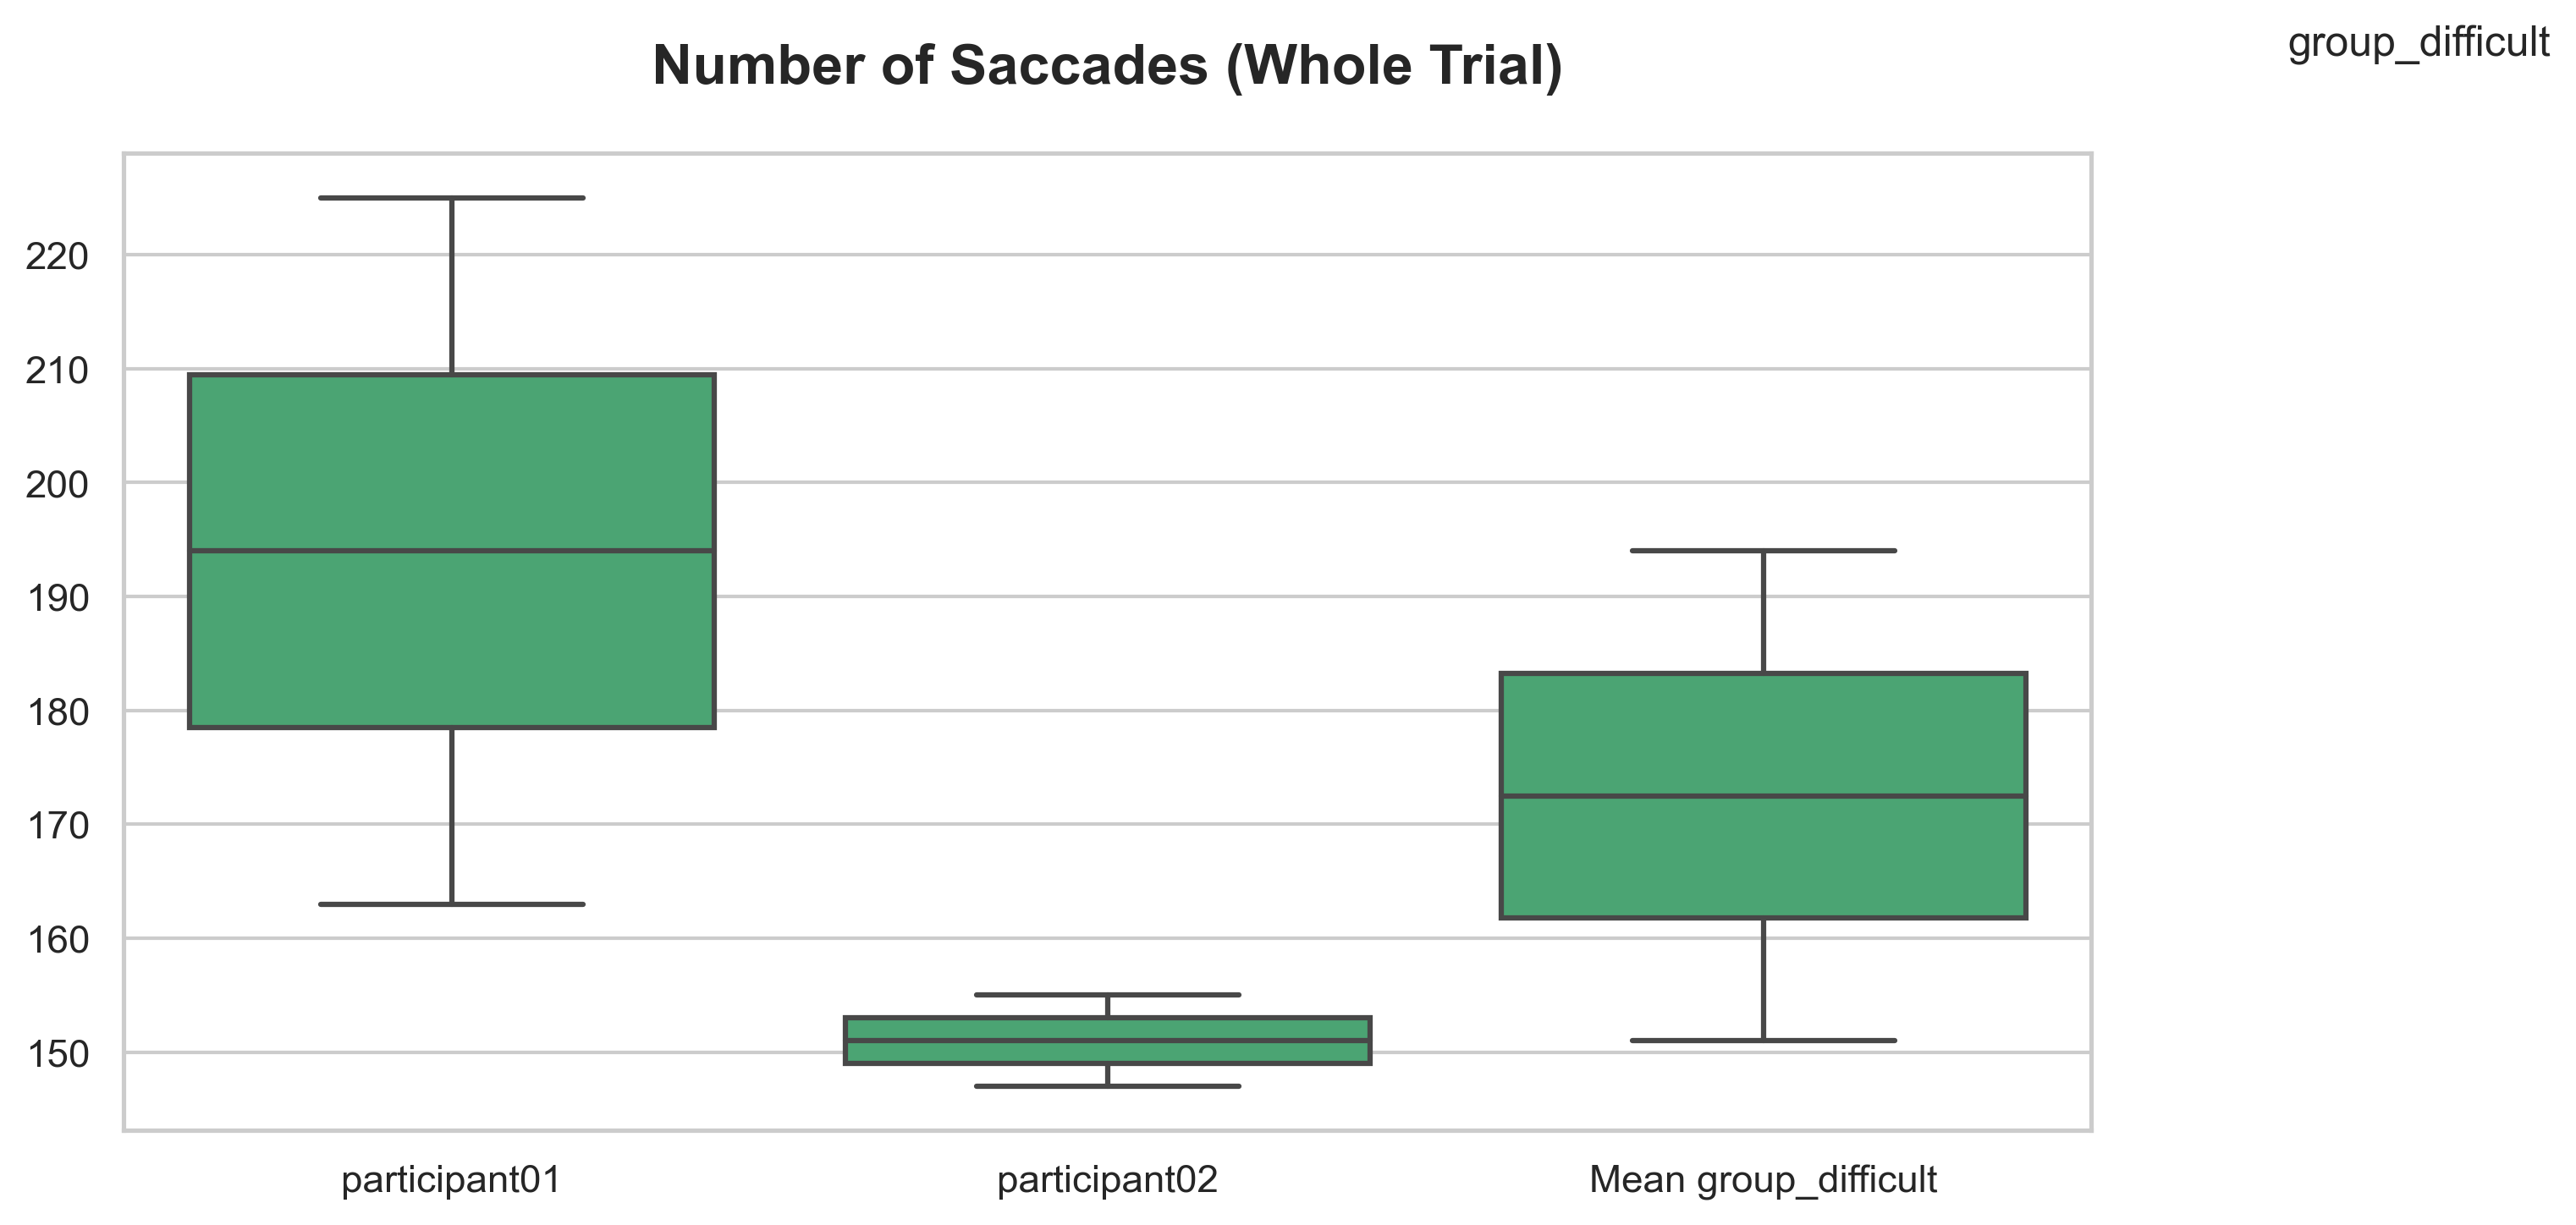 group_difficult
Number of Saccades (Whole Trial)
220
210
200
190
180
170
160
150
participant01
participant02
Mean group_difficult